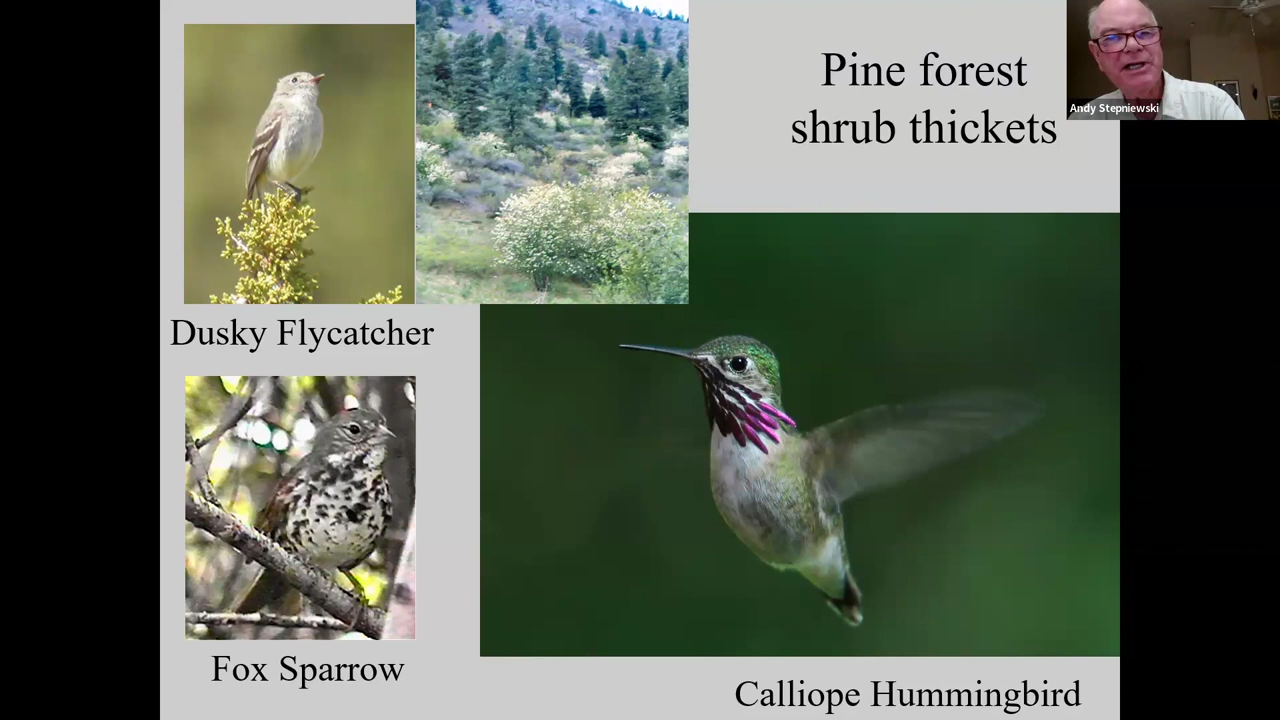 Pine forest
shrub thickets
Andy Stepniewski
Dusky Flycatcher
Fox Sparrow
Calliope Hummingbird